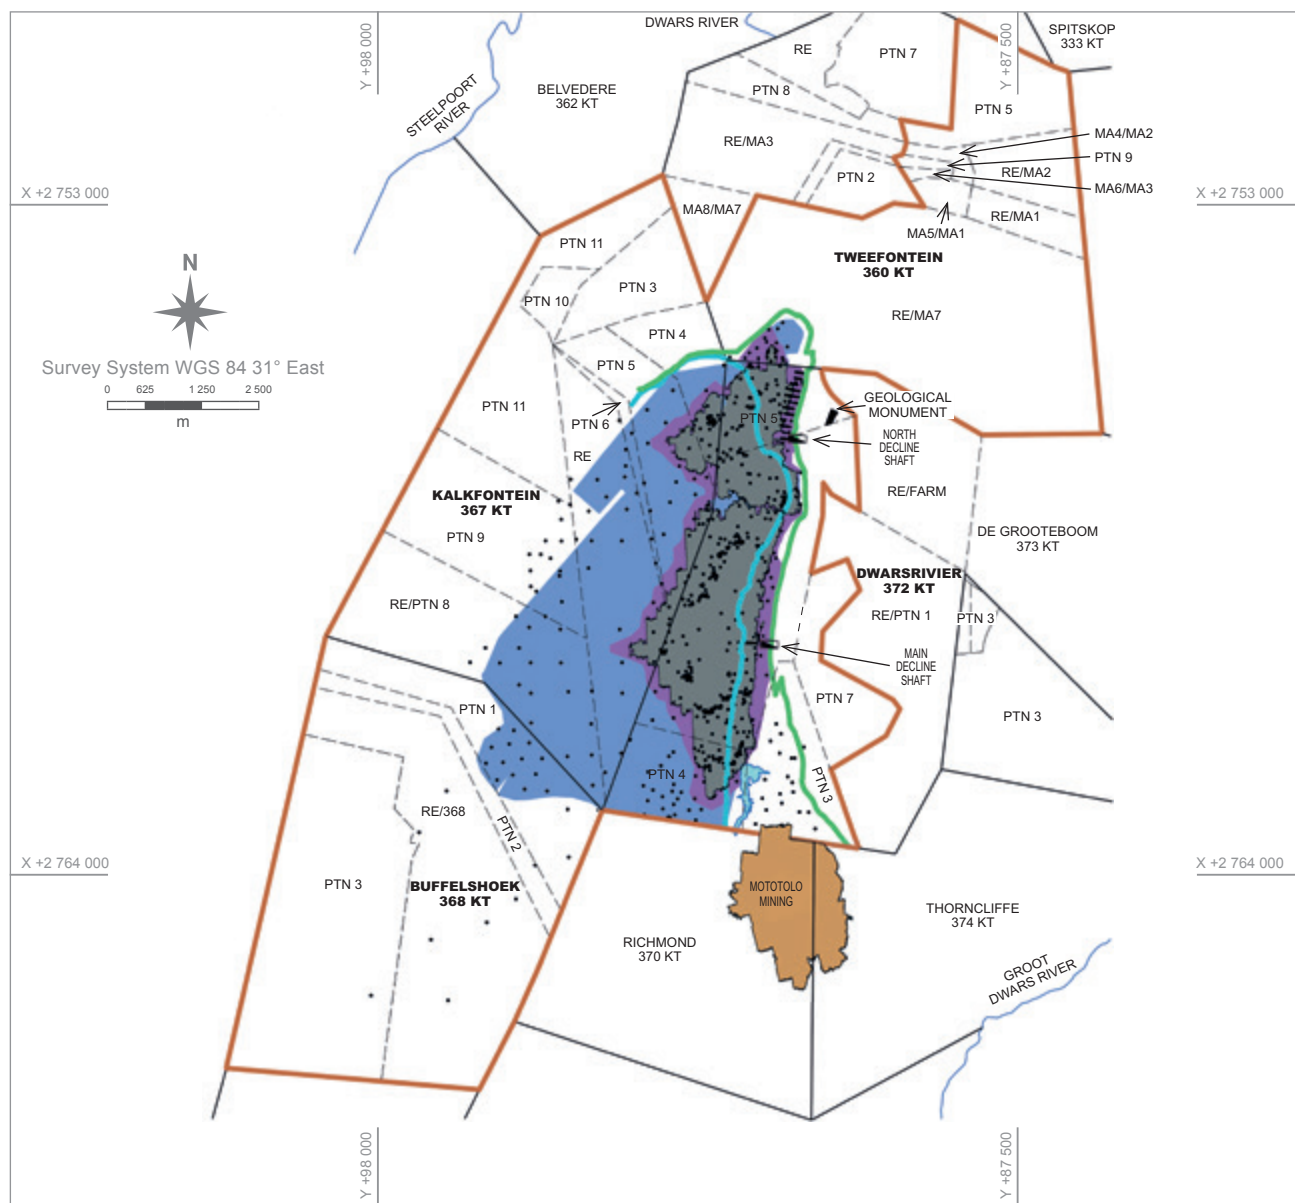 DWARS RIVER
Y +98 000
Y +87 500
SPITSKOP
333 KT
RE
PTN 7
BELVEDERE
362 KT
PTN 8
STEELPOORT
RIVER
PTN 5
MA4/MA2
RE/MA3
PTN 9
RE/MA2
PTN 2
MA6/MA3
X +2 753 000
X +2 753 000
MA8/MA7
RE/MA1
MA5/MA1
PTN 11
TWEEFONTEIN
360 KT
N
PTN 3
PTN 10
RE/MA7
PTN 4
Survey System WGS 84 31° East
0 625 1 250 2 500
m
PTN 5
GEOLOGICAL
MONUMENT
PTN 11
PTN 6
PTN 5
NORTH
DECLINE
SHAFT
RE
RE/FARM
KALKFONTEIN
367 KT
PTN 9
DE GROOTEBOOM
373 KT
DWARSRIVIER
372 KT
RE/PTN 8
RE/PTN 1
PTN 3
MAIN
DECLINE
SHAFT
PTN 1
PTN 7
PTN 3
PTN 4
PTN 3
RE/368
PTN 2
X +2 764 000
X +2 764 000
PTN 3
BUFFELSHOEK
368 KT
MOTOTOLO
MINING
THORNCLIFFE
374 KT
RICHMOND
370 KT
GROOT
DWARS RIVER
Y +98 000
Y +87 500